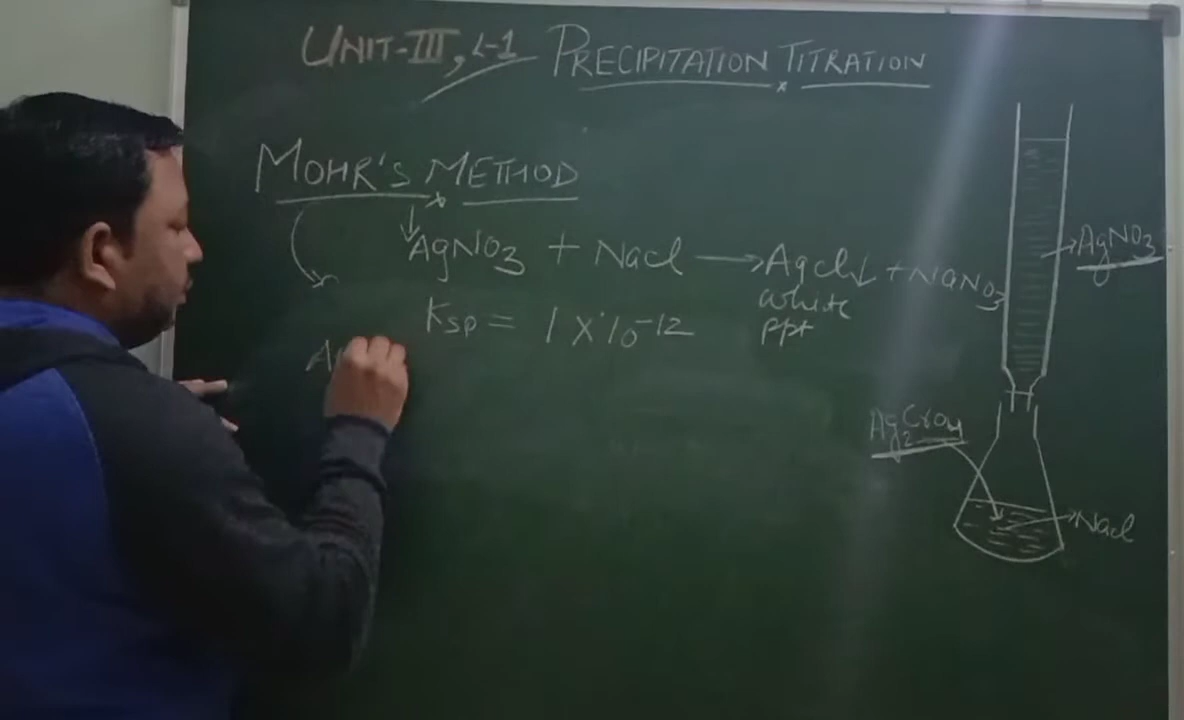 UNIT-III, L-1 PRECIPITATION TITRATION
MOHR'S METHOD
AgNO3 + NaCl → AgCl↓ + NaNO3
white
ppt
Ksp = 1 X 10-12
A
AgNO3
Ag2CrO4
NaCl